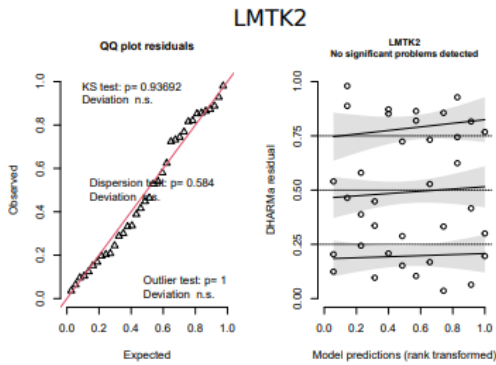 LMTK2
QQ plot residuals
KS test: p= 0.93692
Deviation n.s.
Dispersion test: p= 0.584
Deviation n.s.
Outlier test: p= 1
Deviation n.s.
Observed
0.0 0.2 0.4 0.6 0.8 1.0
0.0 0.2 0.4 0.6 0.8 1.0
Expected
LMTK2
No significant problems detected
DHARMa residual
0.00 0.25 0.50 0.75 1.00
0.0 0.2 0.4 0.6 0.8 1.0
Model predictions (rank transformed)